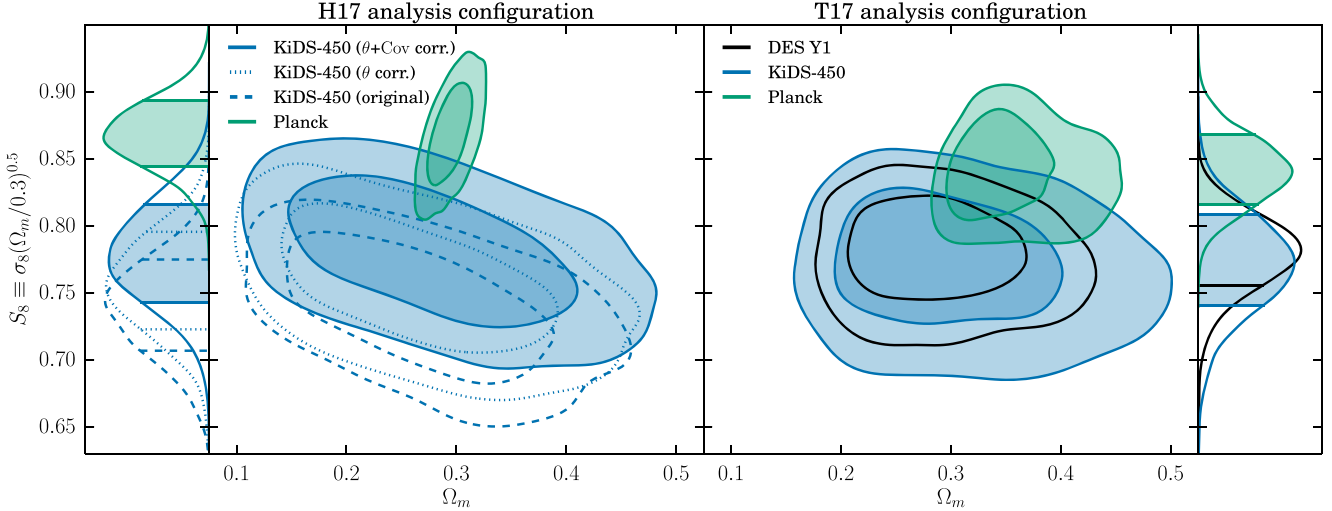 H17 analysis configuration
T17 analysis configuration
KiDS-450 (θ+Cov corr.)
KiDS-450 (θ corr.)
KiDS-450 (original)
Planck
DES Y1
KiDS-450
Planck
S₈ ≡ σ₈(Ωₘ/0.3)⁰·⁵
0.90
0.85
0.80
0.75
0.70
0.65
0.1 0.2 0.3 0.4 0.5
0.1 0.2 0.3 0.4 0.5
Ωₘ
Ωₘ